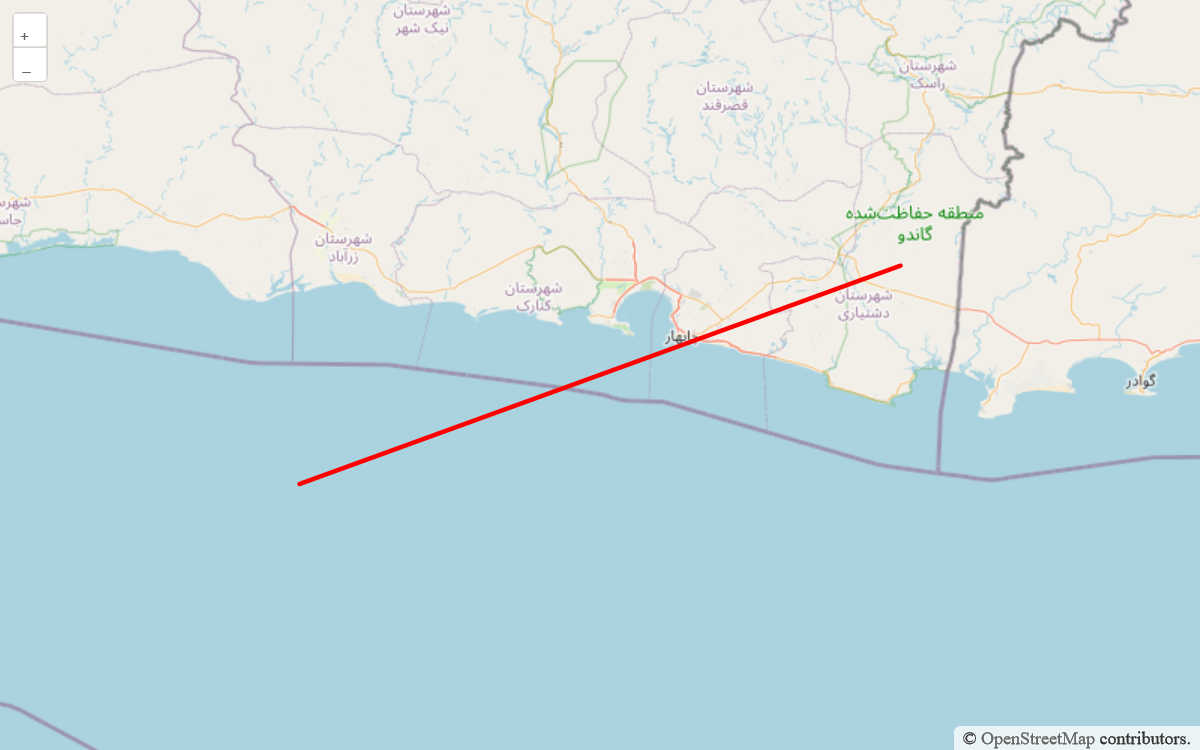 +
–
شهرستان
نیک شهر
شهرستان
راسک
شهرستان
قصرقند
منطقه حفاظت‌شده
گاندو
شهرستان
زرآباد
شهرستان
کنارک
شهرستان
دشتیاری
چابهار
گوادر
© OpenStreetMap contributors.